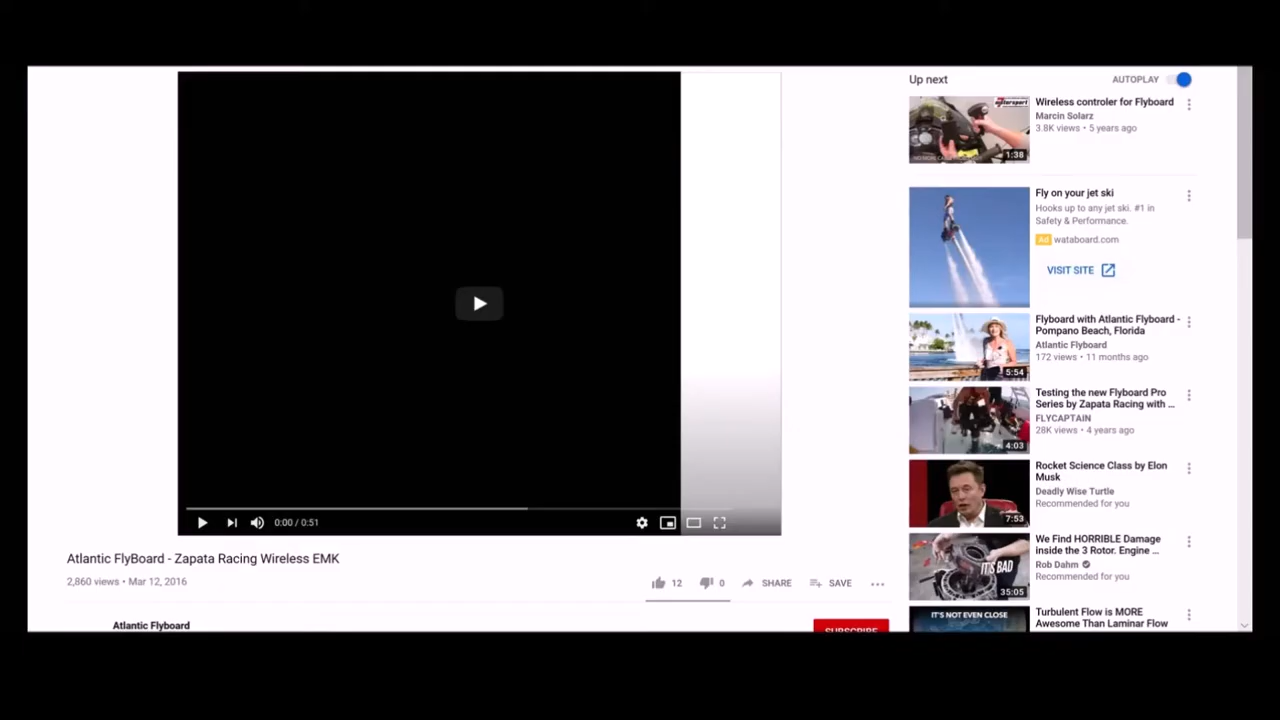 Up next
AUTOPLAY
Wireless controler for Flyboard
Marcin Solarz
3.8K views • 5 years ago
1:38
Fly on your jet ski
Hooks up to any jet ski. #1 in
Safety & Performance.
Ad wataboard.com
VISIT SITE
Flyboard with Atlantic Flyboard -
Pompano Beach, Florida
Atlantic Flyboard
172 views • 11 months ago
5:54
Testing the new Flyboard Pro
Series by Zapata Racing with ...
FLYCAPTAIN
28K views • 4 years ago
4:03
Rocket Science Class by Elon
Musk
Deadly Wise Turtle
Recommended for you
7:53
We Find HORRIBLE Damage
inside the 3 Rotor. Engine ...
Rob Dahm
Recommended for you
IT'S BAD
35:05
Turbulent Flow is MORE
Awesome Than Laminar Flow
IT'S NOT EVEN CLOSE
0:00 / 0:51
Atlantic FlyBoard - Zapata Racing Wireless EMK
2,860 views • Mar 12, 2016
12 0 SHARE SAVE
Atlantic Flyboard
SUBSCRIBE